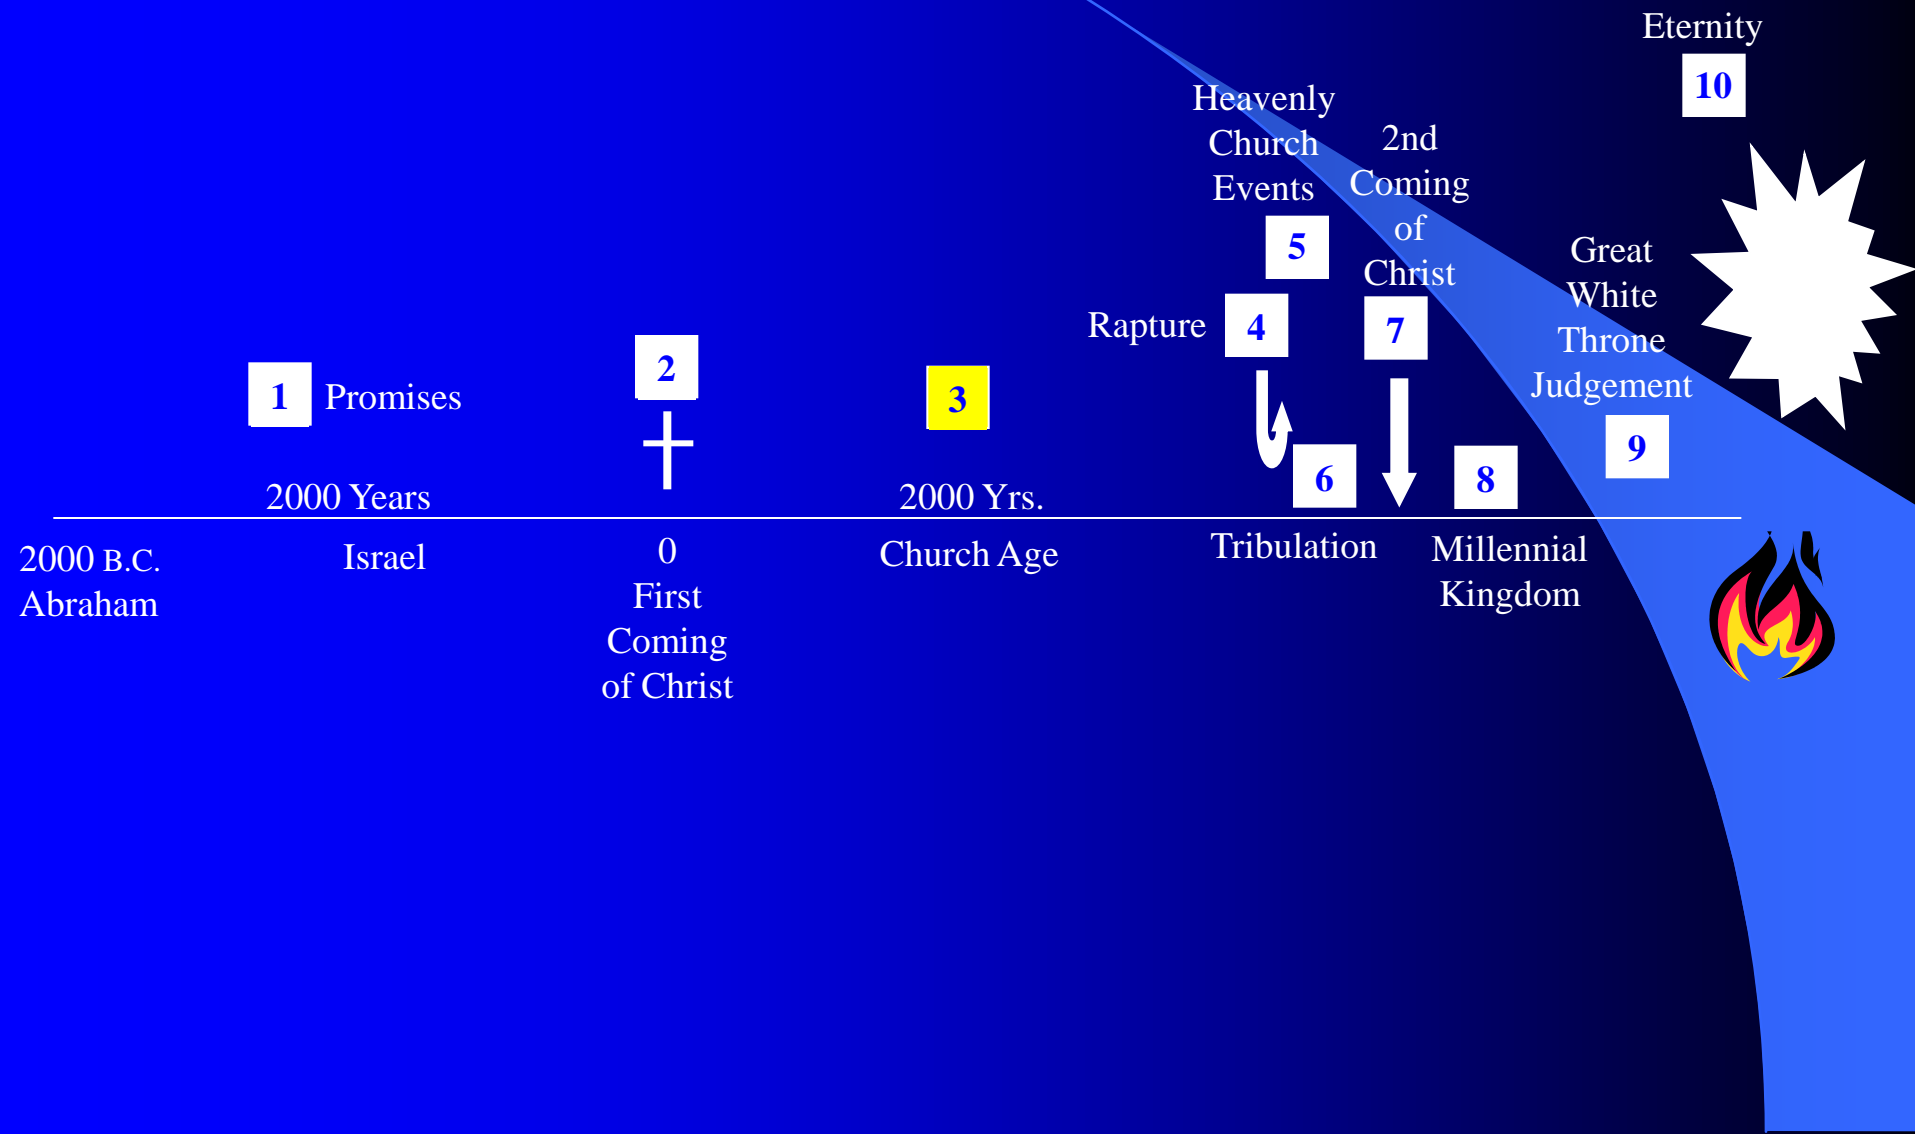 Eternity
10
Heavenly
Church
Events
5
2nd
Coming
of
Christ
7
Rapture
4
Great
White
Throne
Judgement
9
1
Promises
2
3
6
8
2000 Years
2000 Yrs.
2000 B.C.
Abraham
Israel
0
First
Coming
of Christ
Church Age
Tribulation
Millennial
Kingdom